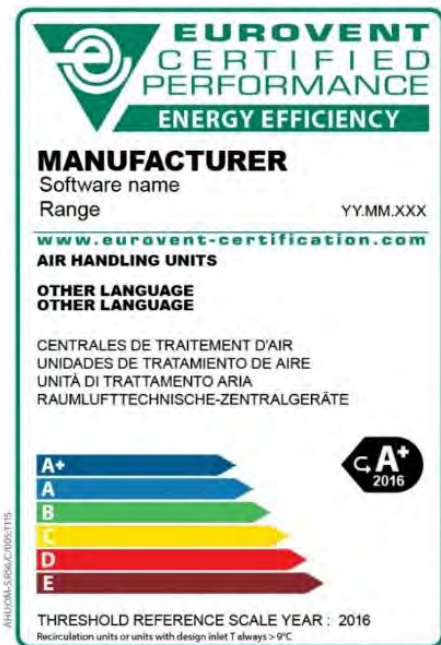 EUROVENT
CERTIFIED
PERFORMANCE
ENERGY EFFICIENCY
MANUFACTURER
Software name
Range YY.MM.XXX
www.eurovent-certification.com
AIR HANDLING UNITS
OTHER LANGUAGE
OTHER LANGUAGE
CENTRALES DE TRAITEMENT D'AIR
UNIDADES DE TRATAMIENTO DE AIRE
UNITÀ DI TRATTAMENTO ARIA
RAUMLUFTTECHNISCHE-ZENTRALGERÄTE
A+
A
B
C
D
E
A+
2016
THRESHOLD REFERENCE SCALE YEAR : 2016
Recirculation units or units with design inlet T always > 9°C